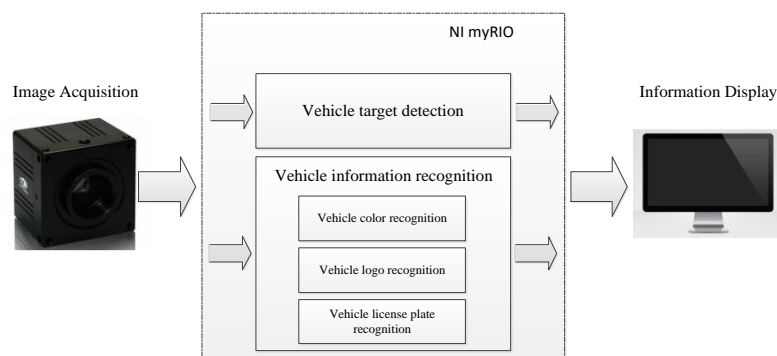 NI myRIO
Image Acquisition
Information Display
Vehicle target detection
Vehicle information recognition
Vehicle color recognition
Vehicle logo recognition
Vehicle license plate
recognition